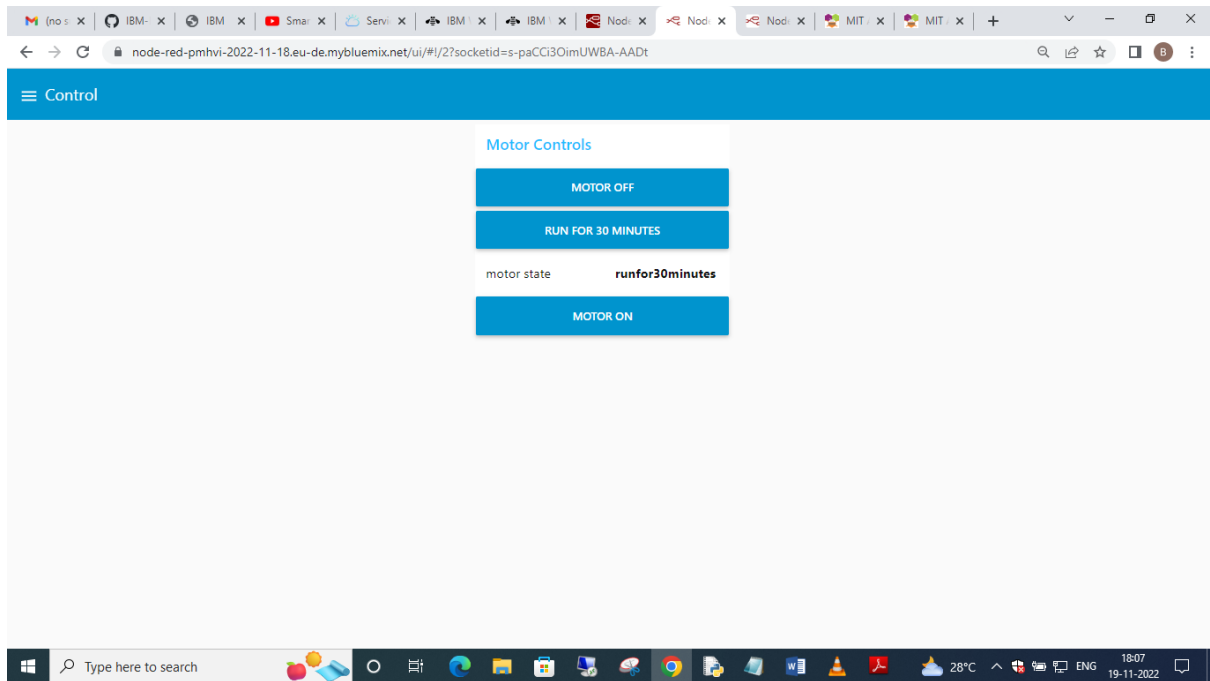 (no s IBM- IBM Smar Servi IBM IBM Node Node Node MIT MIT
node-red-pmhvi-2022-11-18.eu-de.mybluemix.net/ui/#!/2?socketid=s-paCCi3OimUWBA-AADt B
Control
Motor Controls
MOTOR OFF
RUN FOR 30 MINUTES
motor state runfor30minutes
MOTOR ON
Type here to search 28°C ENG 18:07
19-11-2022